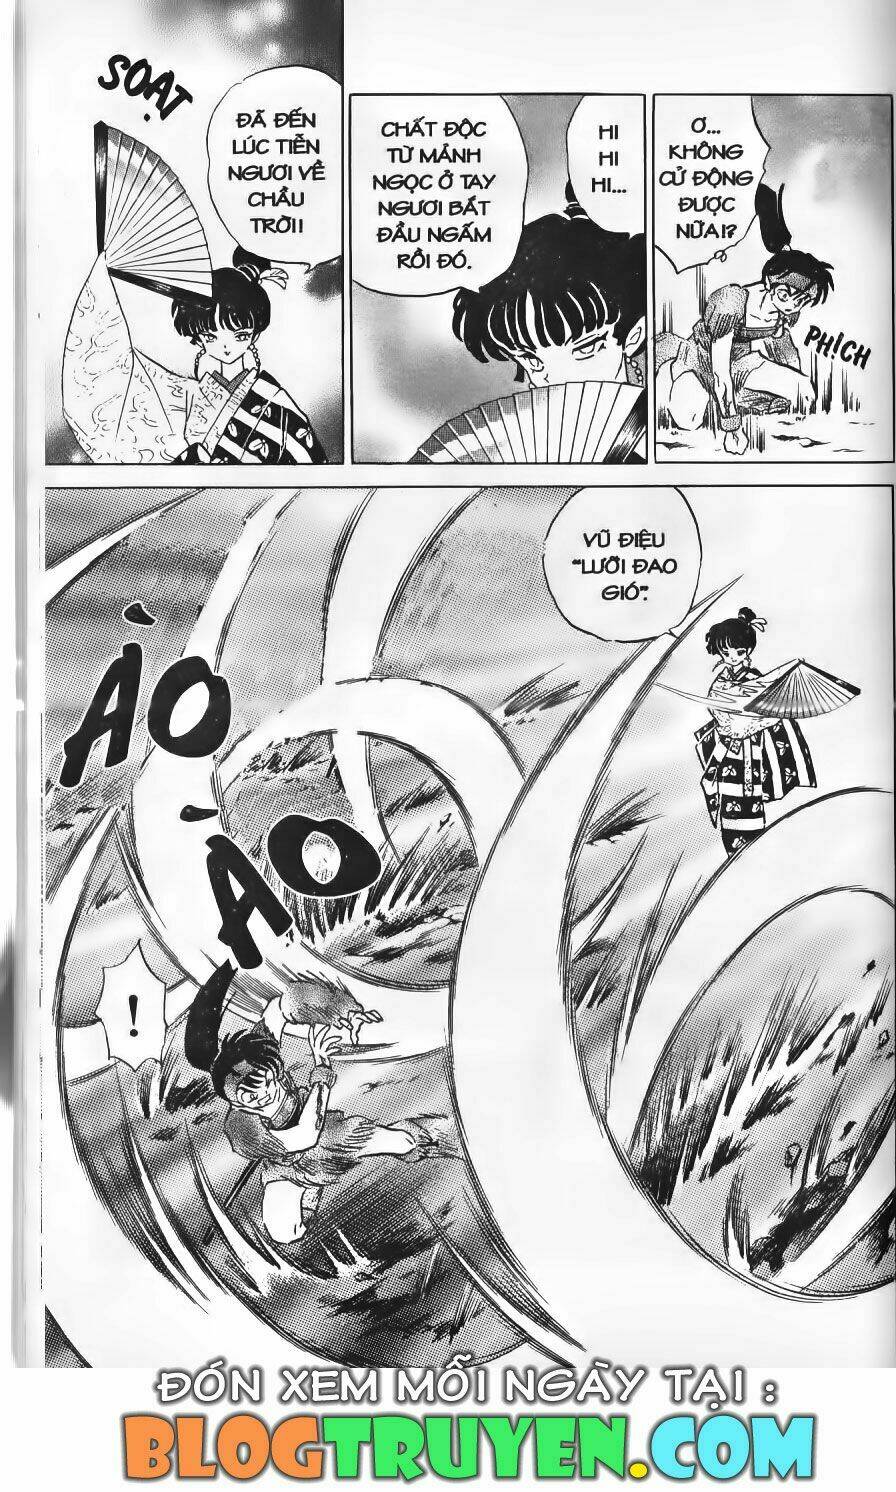 Ơ...
KHÔNG
CỬ ĐỘNG
ĐƯỢC
NỮA!?
PHỊCH
HI
HI
HI...
CHẤT ĐỘC
TỪ MẢNH
NGỌC Ở TAY
NGƯƠI BẮT
ĐẦU NGẤM
RỒI ĐÓ.
ĐÃ ĐẾN
LÚC TIỄN
NGƯƠI VỀ
CHẦU
TRỜI!
SOẠT
VŨ ĐIỆU
"LƯỠI ĐAO
GIÓ".
ÀO
ÀO
!
ĐÓN XEM MỖI NGÀY TẠI :
BLOGTRUYEN.COM